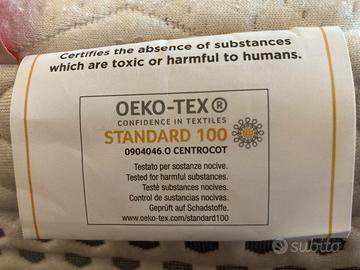 Certifies the absence of substances
which are toxic or harmful to humans.
OEKO-TEX®
CONFIDENCE IN TEXTILES
STANDARD 100
0904046.O CENTROCOT
Testato per sostanze nocive.
Tested for harmful substances.
Testé substances nocives.
Control de sustancias nocivas.
Geprüft auf Schadstoffe.
www.oeko-tex.com/standard100
subito